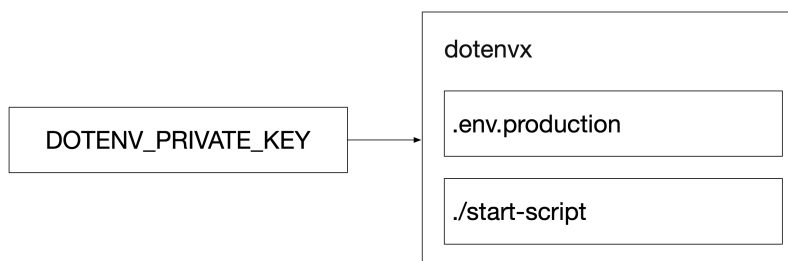 DOTENV_PRIVATE_KEY
dotenvx
.env.production
./start-script